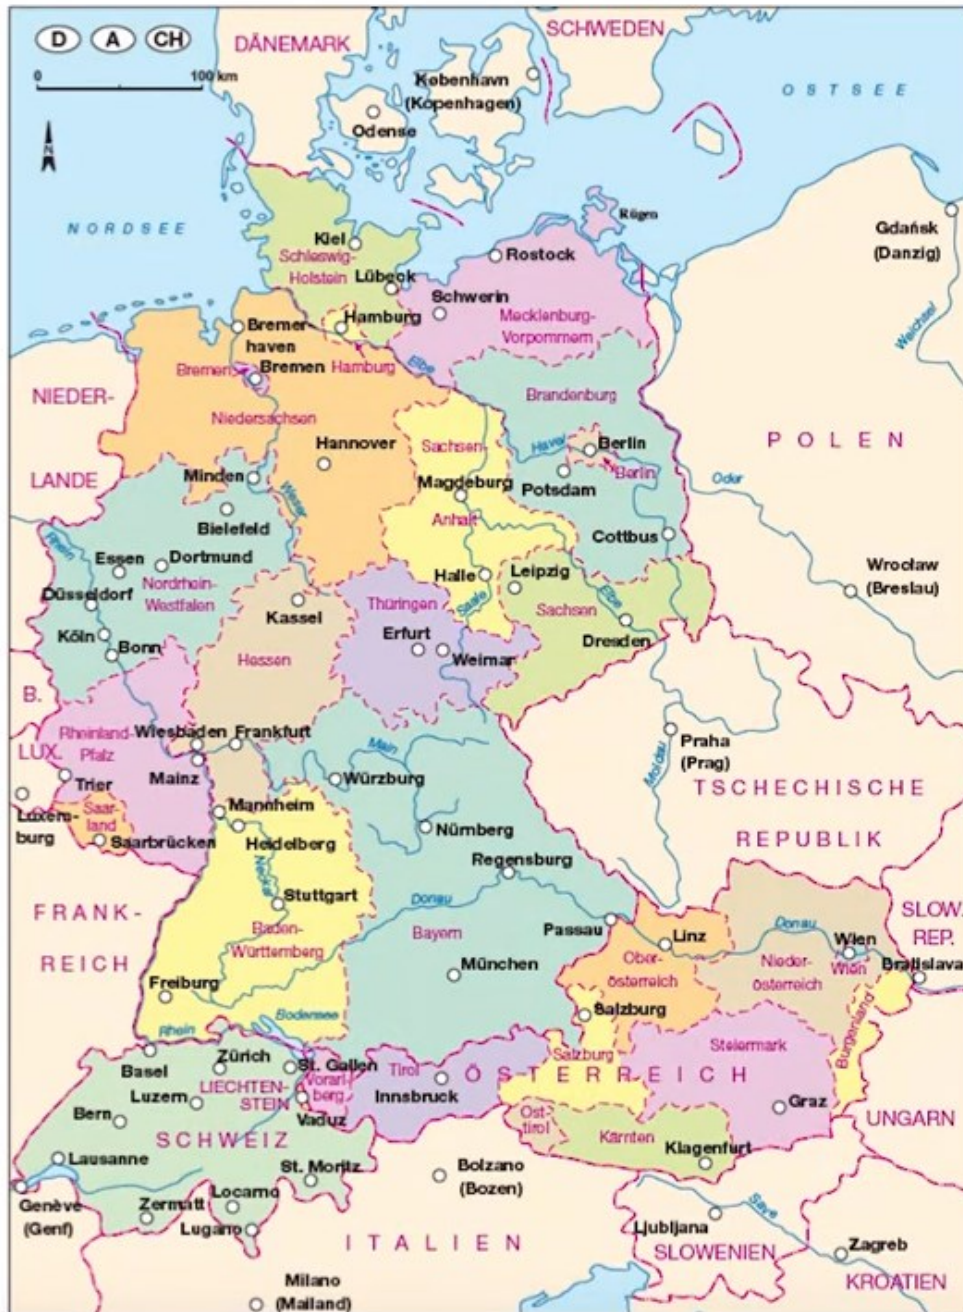 D A CH
0 100 km
N
DÄNEMARK
SCHWEDEN
København
(Kopenhagen)
Odense
OSTSEE
NORDSEE
Rügen
Gdańsk
(Danzig)
Weichsel
Kiel
Schleswig-
Holstein
Lübeck
Rostock
Schwerin
Mecklenburg-
Vorpommern
Hamburg
Hamburg
Bremer
haven
Bremen
Bremen
Elbe
NIEDER-
LANDE
Niedersachsen
Hannover
Brandenburg
Sachsen-
Anhalt
Magdeburg
Havel
Berlin
Berlin
Potsdam
POLEN
Oder
Minden
Weser
Bielefeld
Cottbus
Rhein
Essen
Dortmund
Nordrhein-
Westfalen
Düsseldorf
Köln
Bonn
Kassel
Hessen
Thüringen
Erfurt
Weimar
Halle
Saale
Leipzig
Sachsen
Elbe
Dresden
Wrocław
(Breslau)
B.
LUX.
Rheinland-
Pfalz
Wiesbaden
Frankfurt
Mainz
Trier
Luxem-
burg
Saar-
land
Saarbrücken
Main
Würzburg
Mannheim
Heidelberg
Neckar
Nürnberg
Regensburg
Praha
(Prag)
Moldau
TSCHECHISCHE
REPUBLIK
FRANK-
REICH
Stuttgart
Baden-
Württemberg
Donau
Bayern
München
Passau
Freiburg
Rhein
Bodensee
Linz
Ober-
österreich
Donau
Nieder-
österreich
Wien
Wien
SLOW.
REP.
Bratislava
Burgenland
Salzburg
Salzburg
Steiermark
Basel
Zürich
St. Gallen
Vorarl-
berg
Tirol
Innsbruck
ÖSTERREICH
Luzern
LIECHTEN-
STEIN
Vaduz
Bern
SCHWEIZ
Graz
Ost-
tirol
Kärnten
Klagenfurt
UNGARN
Lausanne
St. Moritz
Bolzano
(Bozen)
Genève
(Genf)
Zermatt
Locarno
Lugano
ITALIEN
Ljubljana
Save
SLOWENIEN
Zagreb
KROATIEN
Milano
(Mailand)